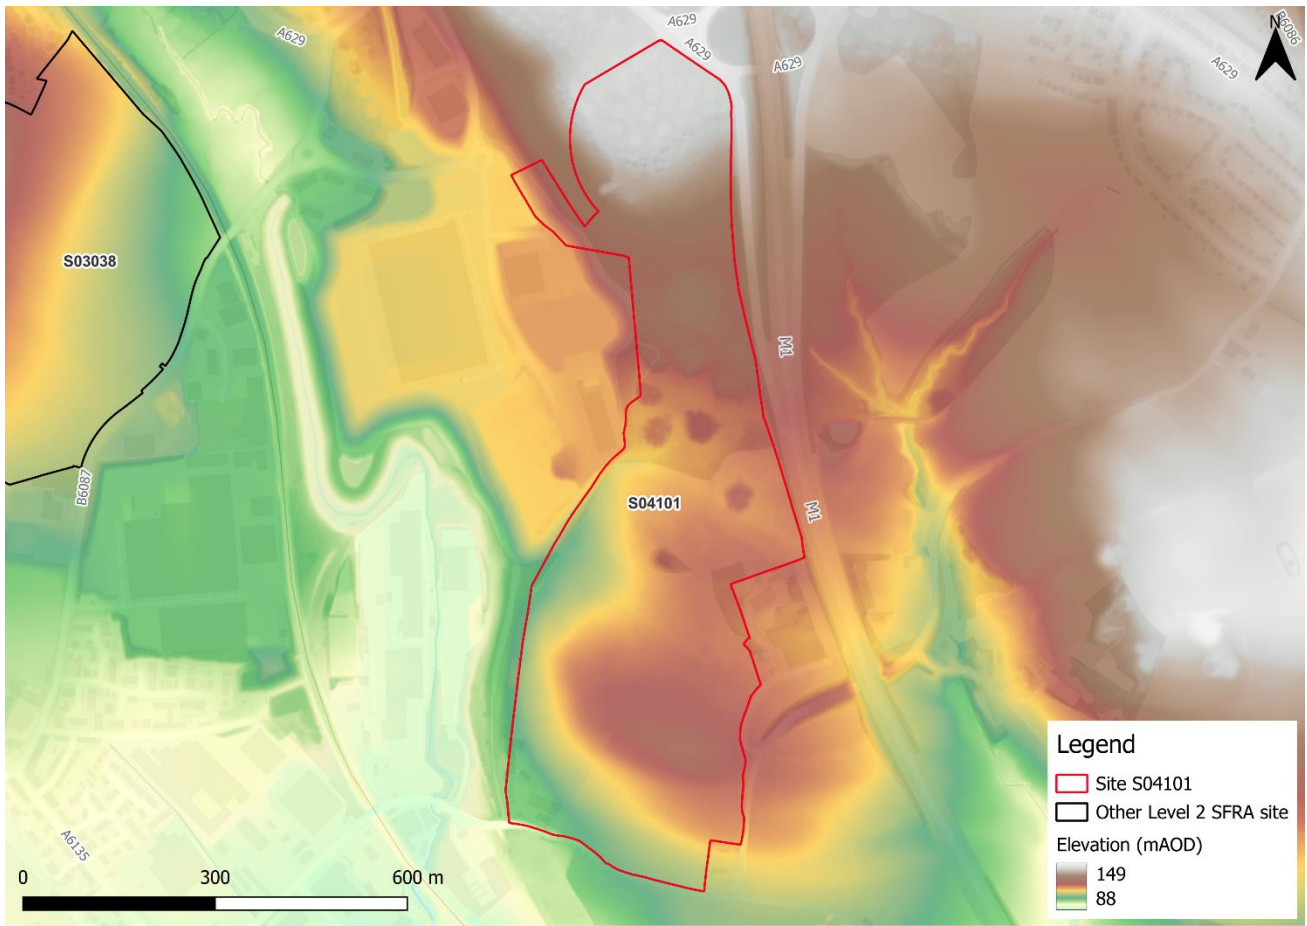 A629
A629
A629
A629
A629
B6086
N
S03038
M1
S04101
M1
B6087
A6135
0 300 600 m
Legend
Site S04101
Other Level 2 SFRA site
Elevation (mAOD)
149
88